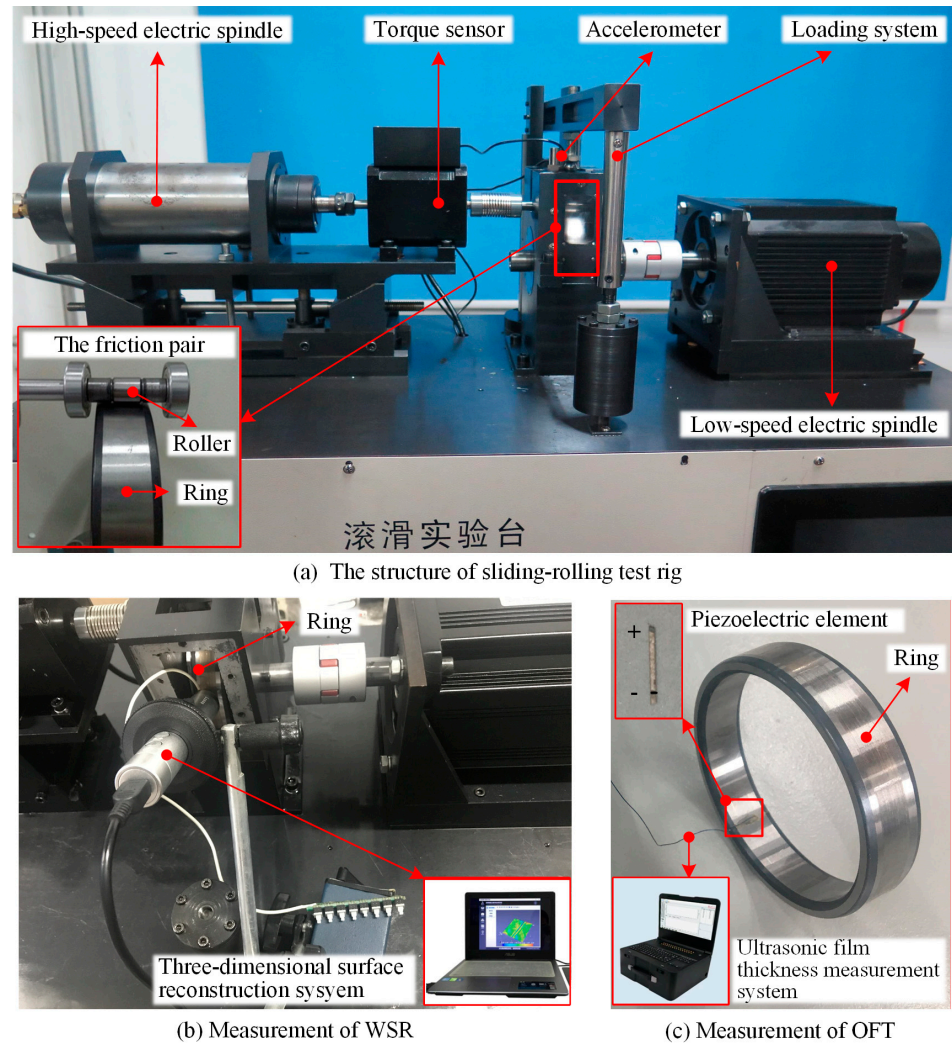 High-speed electric spindle
Torque sensor
Accelerometer
Loading system
The friction pair
Roller
Ring
Low-speed electric spindle
滚滑实验台
(a) The structure of sliding-rolling test rig
Ring
Three-dimensional surface
reconstruction sysyem
(b) Measurement of WSR
Piezoelectric element
+
-
Ring
Ultrasonic film
thickness measurement
system
(c) Measurement of OFT